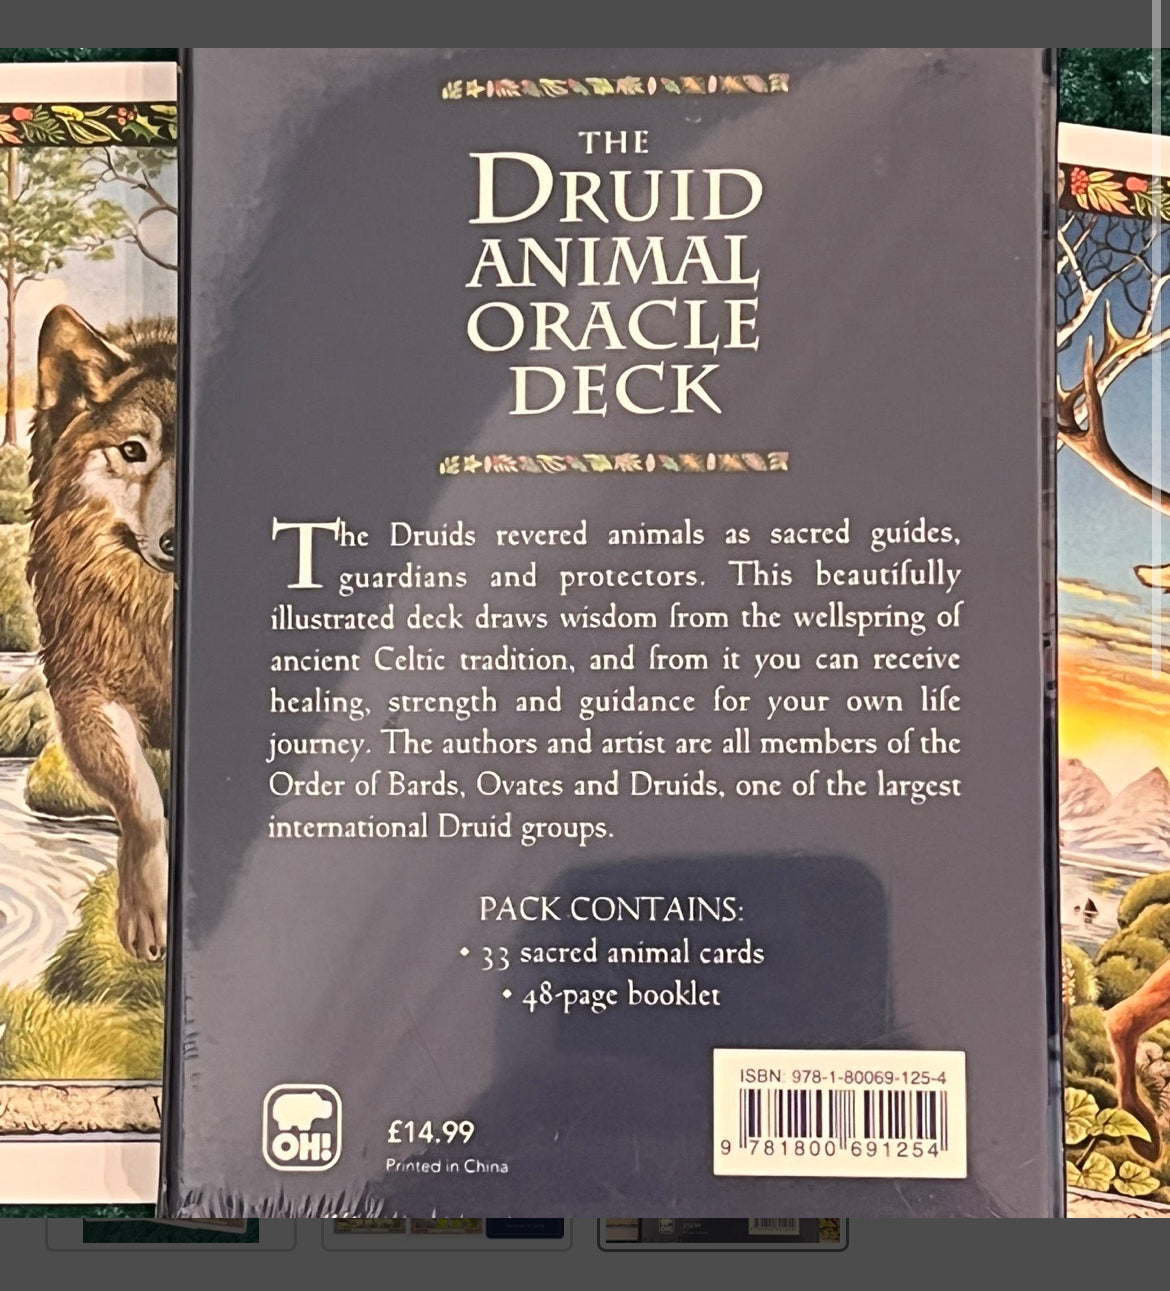 THE
DRUID
ANIMAL
ORACLE
DECK
The Druids revered animals as sacred guides,
guardians and protectors. This beautifully
illustrated deck draws wisdom from the wellspring of
ancient Celtic tradition, and from it you can receive
healing, strength and guidance for your own life
journey. The authors and artist are all members of the
Order of Bards, Ovates and Druids, one of the largest
international Druid groups.
PACK CONTAINS:
• 33 sacred animal cards
• 48-page booklet
ISBN: 978-1-80069-125-4
9 781800 691254
OH!
£14.99
Printed in China